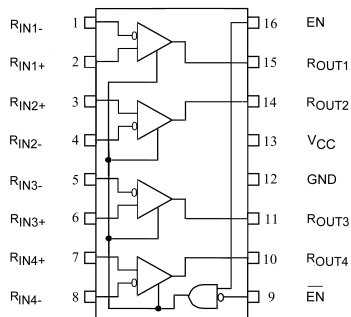 RIN1- 1 16 EN
RIN1+ 2 15 ROUT1
RIN2+ 3 14 ROUT2
RIN2- 4 13 VCC
RIN3- 5 12 GND
RIN3+ 6 11 ROUT3
RIN4+ 7 10 ROUT4
RIN4- 8 9 E̅N̅